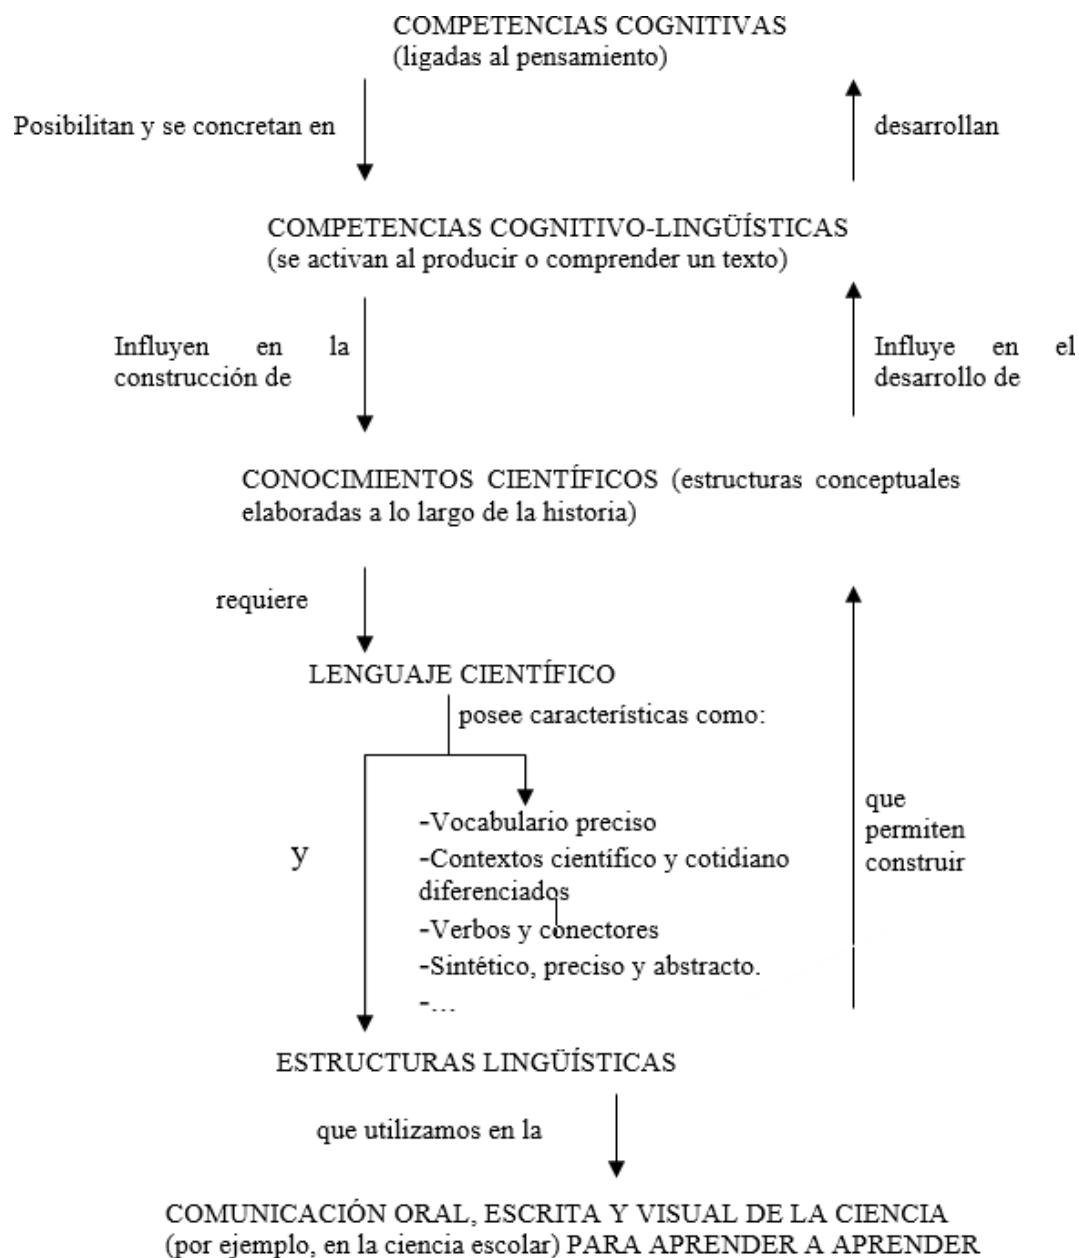 COMPETENCIAS COGNITIVAS
(ligadas al pensamiento)
Posibilitan y se concretan en
desarrollan
COMPETENCIAS COGNITIVO-LINGÜÍSTICAS
(se activan al producir o comprender un texto)
Influyen en la
construcción de
Influye en el
desarrollo de
CONOCIMIENTOS CIENTÍFICOS (estructuras conceptuales
elaboradas a lo largo de la historia)
requiere
LENGUAJE CIENTÍFICO
posee características como:
-Vocabulario preciso
-Contextos científico y cotidiano
diferenciados
-Verbos y conectores
-Sintético, preciso y abstracto.
-...
y
que
permiten
construir
ESTRUCTURAS LINGÜÍSTICAS
que utilizamos en la
COMUNICACIÓN ORAL, ESCRITA Y VISUAL DE LA CIENCIA
(por ejemplo, en la ciencia escolar) PARA APRENDER A APRENDER